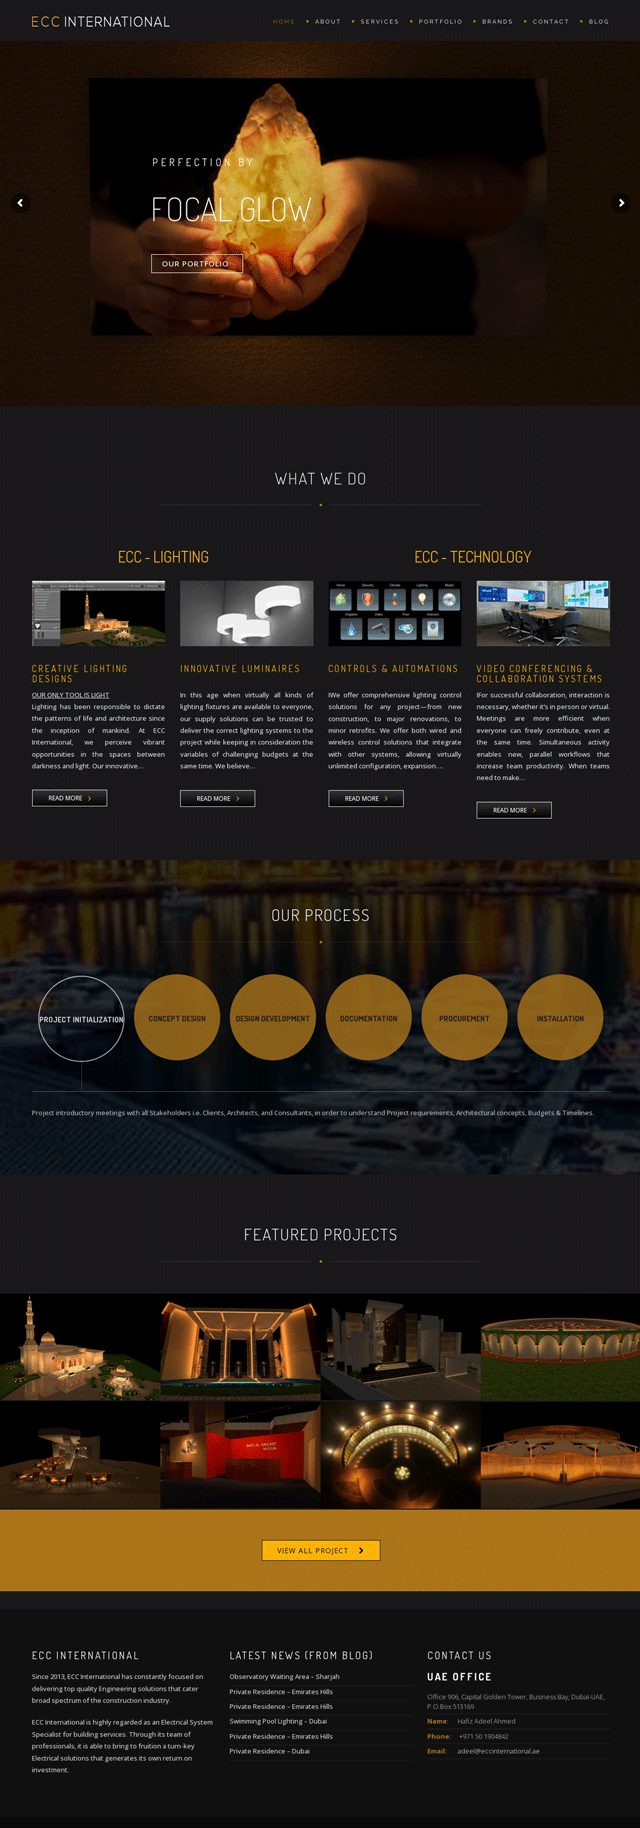 ECC INTERNATIONAL
HOME ABOUT SERVICES PORTFOLIO BRANDS CONTACT BLOG
PERFECTION BY
FOCAL GLOW
OUR PORTFOLIO
WHAT WE DO
ECC - LIGHTING
ECC - TECHNOLOGY
CREATIVE LIGHTING
DESIGNS
OUR ONLY TOOL IS LIGHT
Lighting has been responsible to dictate
the patterns of life and architecture since
the inception of mankind. At ECC
International, we perceive vibrant
opportunities in the spaces between
darkness and light. Our innovative...
READ MORE
INNOVATIVE LUMINAIRES
In this age when virtually all kinds of
lighting fixtures are available to everyone,
our supply solutions can be trusted to
deliver the correct lighting systems to the
project while keeping in consideration the
variables of challenging budgets at the
same time. We believe...
READ MORE
Home Security Climate Lighting Media
Irrigation Video Pool Intercom
CONTROLS & AUTOMATIONS
IWe offer comprehensive lighting control
solutions for any project—from new
construction, to major renovations, to
minor retrofits. We offer both wired and
wireless control solutions that integrate
with other systems, allowing virtually
unlimited configuration, expansion....
READ MORE
VIDEO CONFERENCING &
COLLABORATION SYSTEMS
IFor successful collaboration, interaction is
necessary, whether it's in person or virtual.
Meetings are more efficient when
everyone can freely contribute, even at
the same time. Simultaneous activity
enables new, parallel workflows that
increase team productivity. When teams
need to make...
READ MORE
OUR PROCESS
PROJECT INITIALIZATION
CONCEPT DESIGN
DESIGN DEVELOPMENT
DOCUMENTATION
PROCUREMENT
INSTALLATION
Project introductory meetings with all Stakeholders i.e. Clients, Architects, and Consultants, in order to understand Project requirements, Architectural concepts, Budgets & Timelines.
FEATURED PROJECTS
VIEW ALL PROJECT
ECC INTERNATIONAL
Since 2013, ECC International has constantly focused on
delivering top quality Engineering solutions that cater
broad spectrum of the construction industry.
ECC International is highly regarded as an Electrical System
Specialist for building services. Through its team of
professionals, it is able to bring to fruition a turn-key
Electrical solutions that generates its own return on
investment.
LATEST NEWS (FROM BLOG)
Observatory Waiting Area – Sharjah
Private Residence – Emirates Hills
Private Residence – Emirates Hills
Swimming Pool Lighting – Dubai
Private Residence – Emirates Hills
Private Residence – Dubai
CONTACT US
UAE OFFICE
Office 906, Capital Golden Tower, Business Bay, Dubai-UAE,
P.O.Box 513169
Name: Hafiz Adeel Ahmed
Phone: +971 50 1904842
Email: adeel@eccinternational.ae